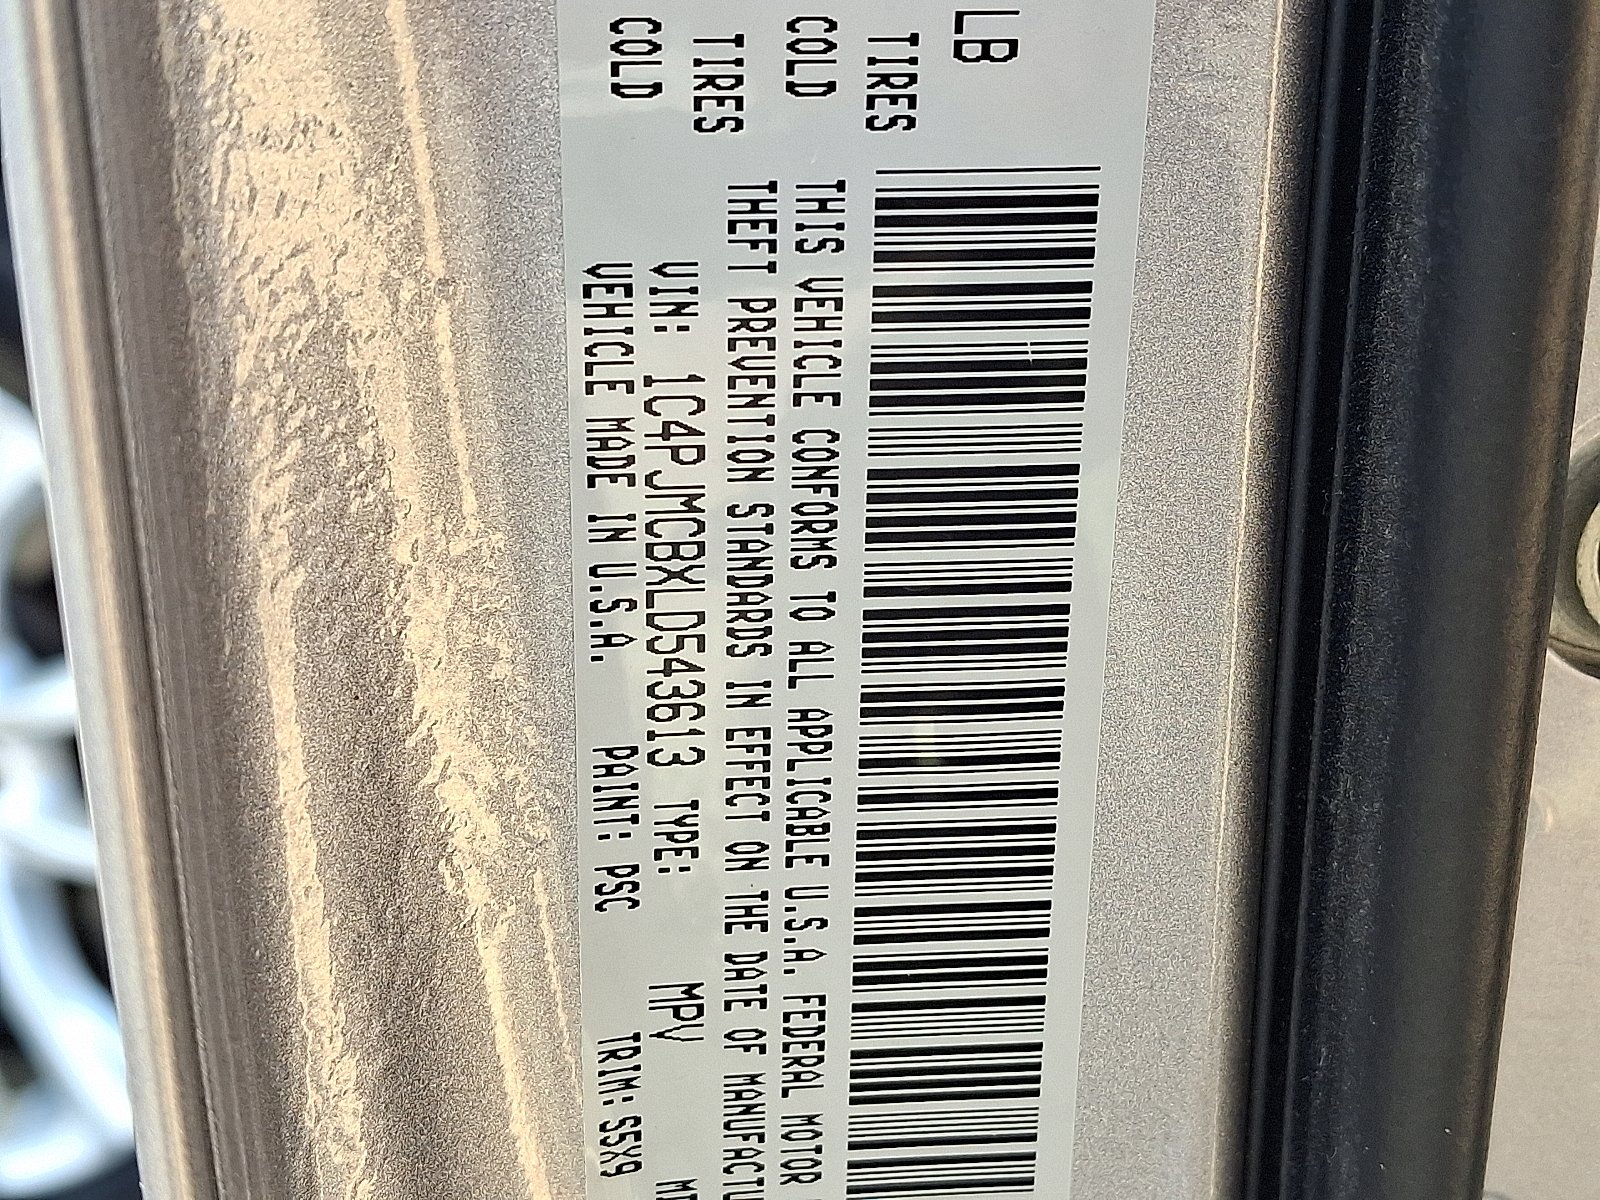 LB
TIRES COLD
THIS VEHICLE CONFORMS TO ALL APPLICABLE U.S.A. FEDERAL MOTOR
THEFT PREVENTION STANDARDS IN EFFECT ON THE DATE OF MANUFACTU
TIRES COLD
VIN: 1C4PJMCBXLD543613 TYPE: MPV
VEHICLE MADE IN U.S.A. PAINT: PSC TRIM: S5X9